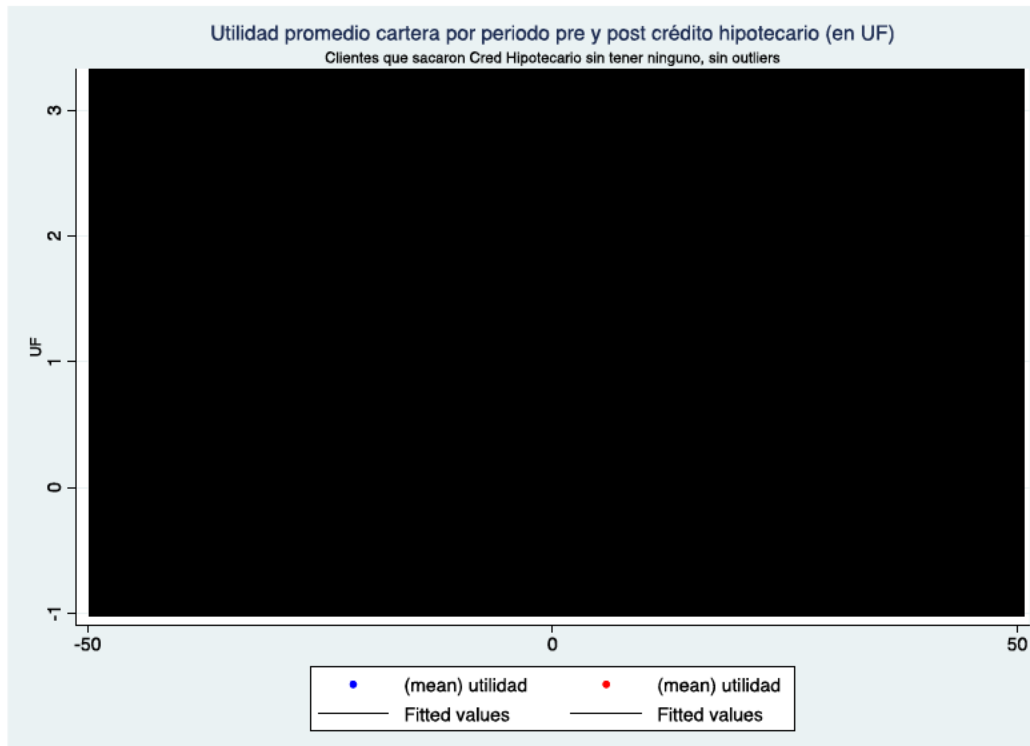 Utilidad promedio cartera por periodo pre y post crédito hipotecario (en UF)
Clientes que sacaron Cred Hipotecario sin tener ninguno, sin outliers
3
2
UF
1
0
-1
-50 0 50
(mean) utilidad (mean) utilidad
Fitted values Fitted values